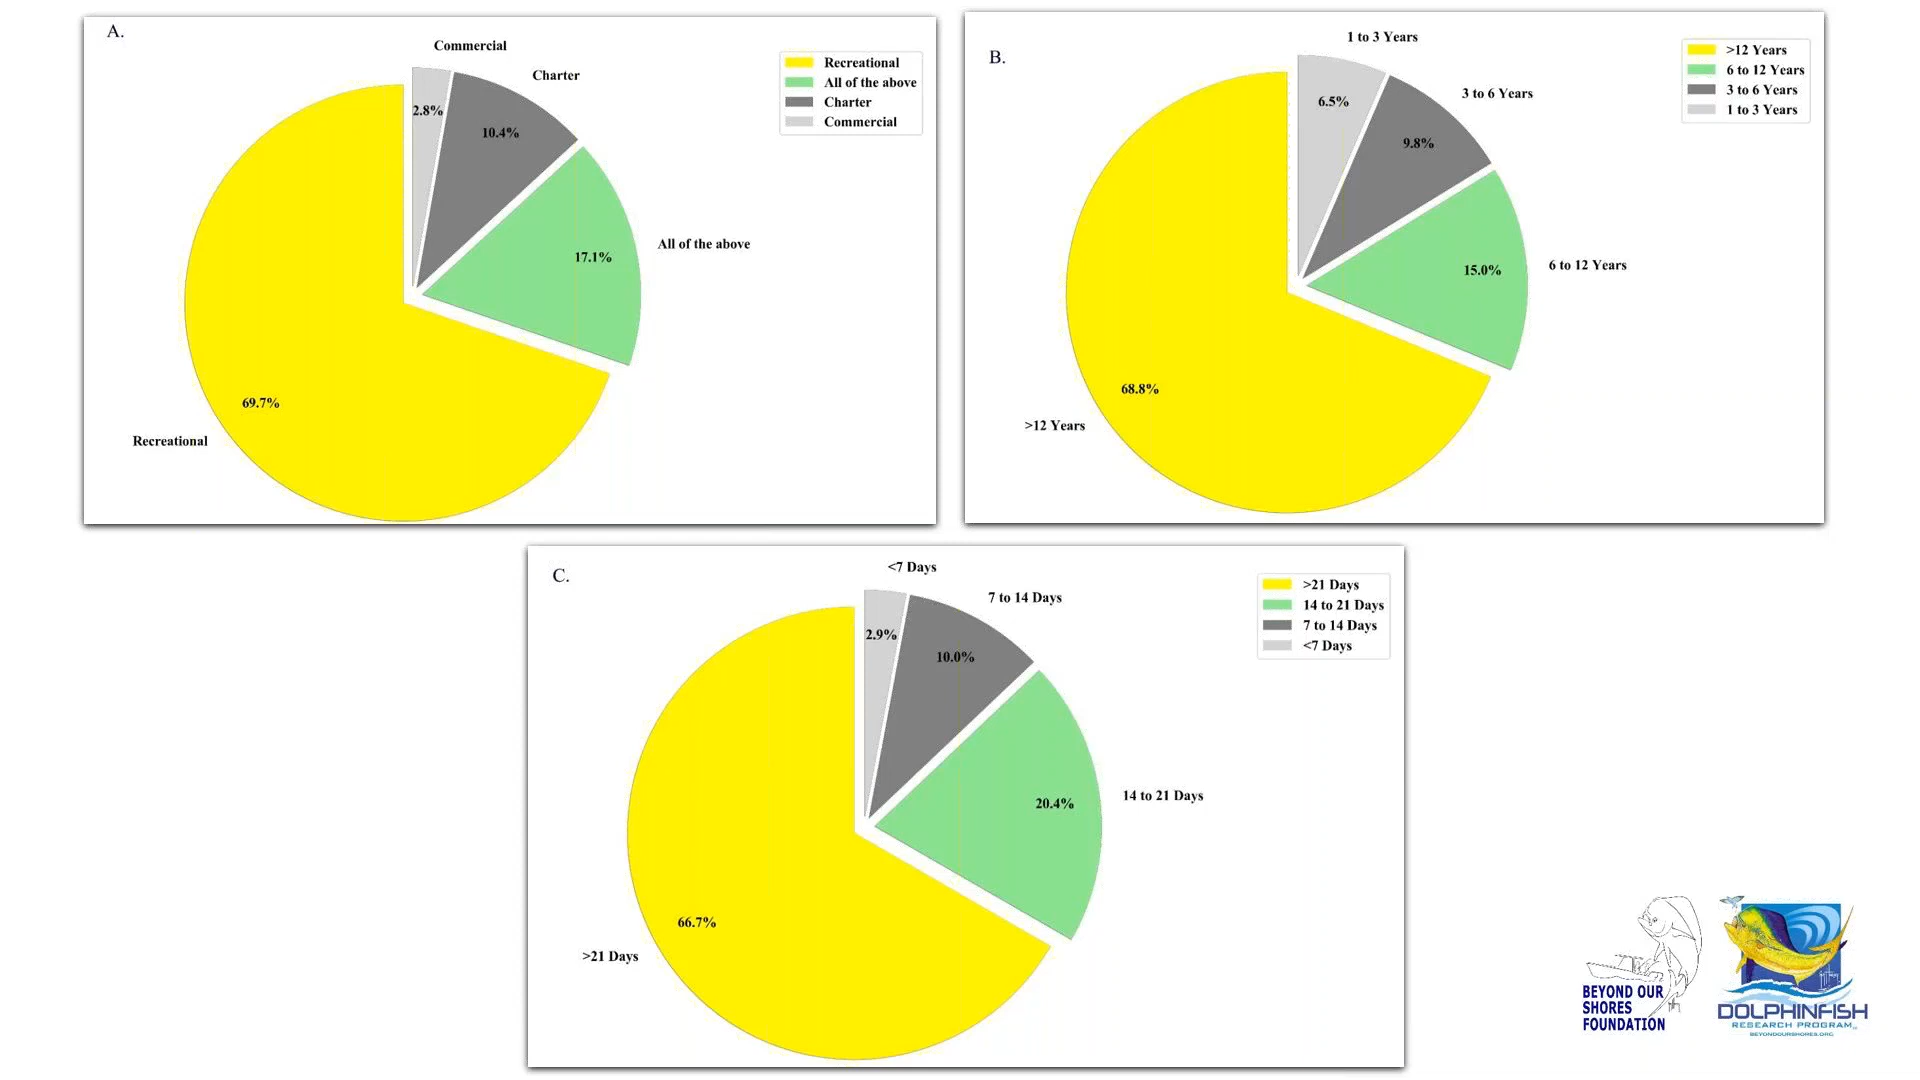 A.
Commercial
Charter
2.8%
10.4%
All of the above
17.1%
69.7%
Recreational
Recreational
All of the above
Charter
Commercial
B.
1 to 3 Years
3 to 6 Years
6.5%
9.8%
6 to 12 Years
15.0%
68.8%
>12 Years
>12 Years
6 to 12 Years
3 to 6 Years
1 to 3 Years
C.
<7 Days
7 to 14 Days
2.9%
10.0%
14 to 21 Days
20.4%
66.7%
>21 Days
>21 Days
14 to 21 Days
7 to 14 Days
<7 Days
BEYOND OUR
SHORES
FOUNDATION
DOLPHINFISH
RESEARCH PROGRAM
BEYONDOURSHORES.ORG